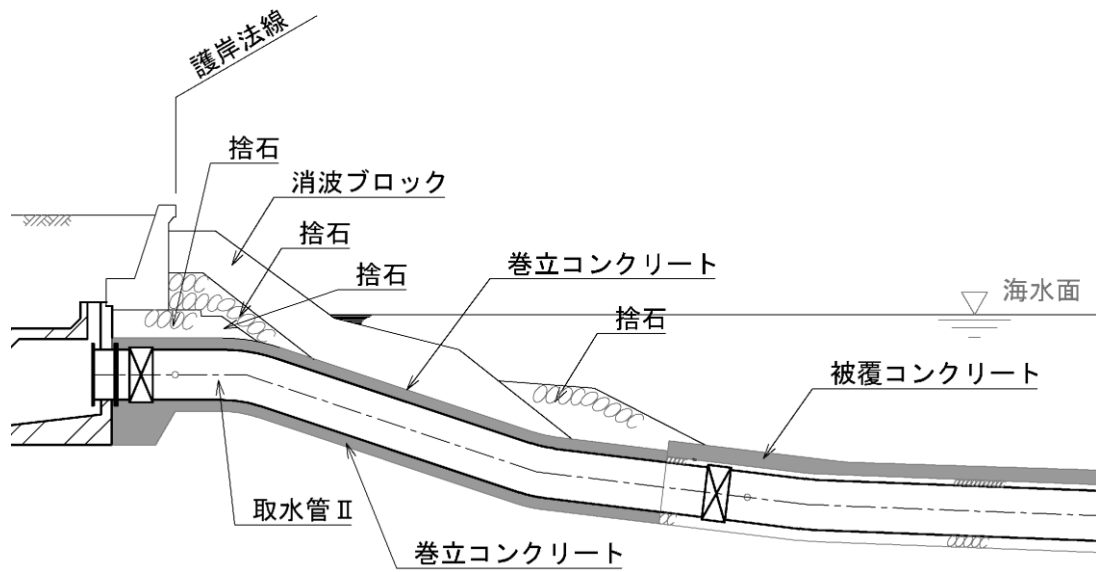 護岸法線
捨石
消波ブロック
捨石
巻立コンクリート
捨石
海水面
捨石
被覆コンクリート
取水管Ⅱ
巻立コンクリート